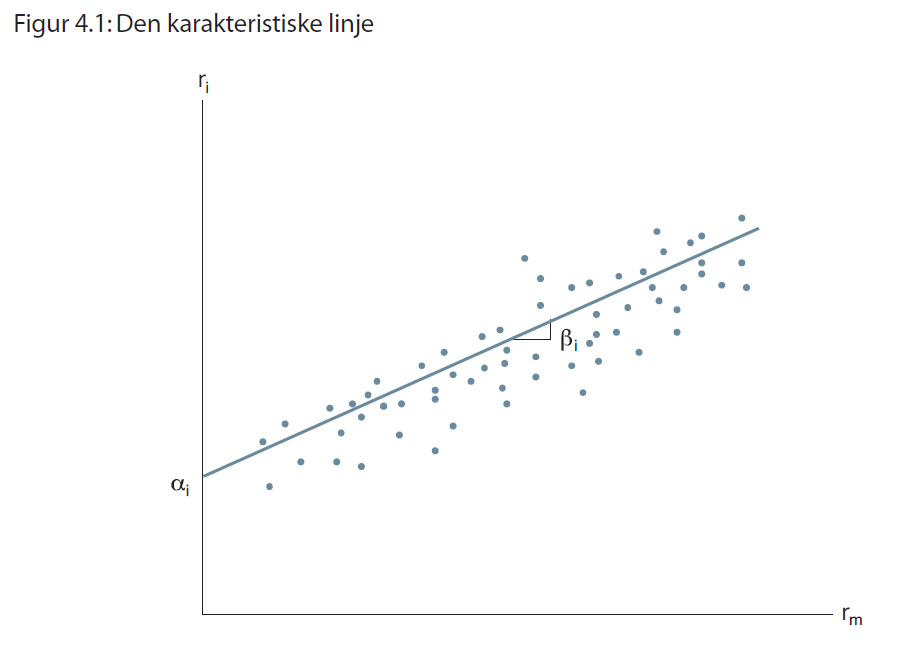 Figur 4.1: Den karakteristiske linje
rᵢ
βᵢ
αᵢ
rₘ